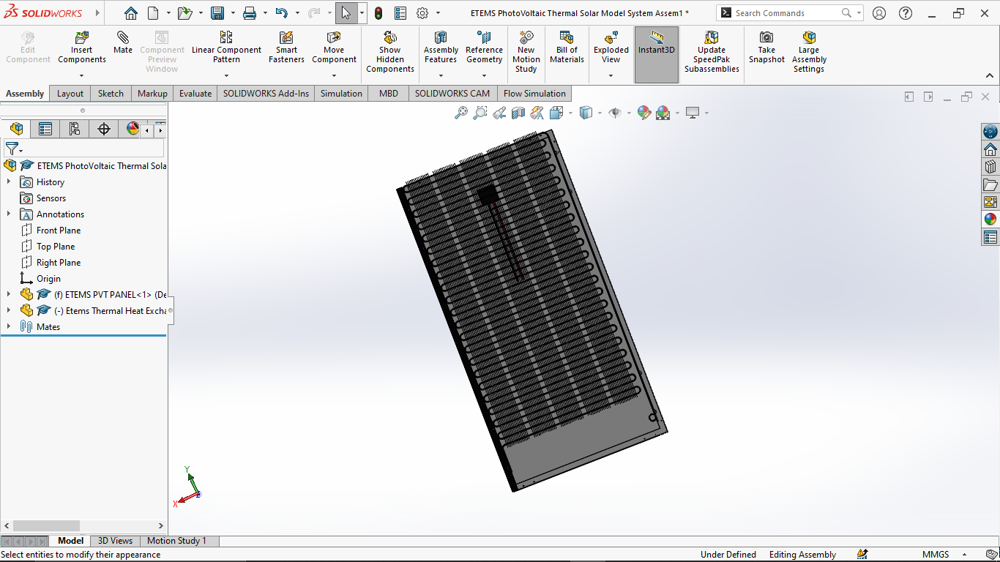 SOLIDWORKS
ETEMS PhotoVoltaic Thermal Solar Model System Assem1 *
Search Commands
Edit Component
Insert Components
Mate
Component Preview Window
Linear Component Pattern
Smart Fasteners
Move Component
Show Hidden Components
Assembly Features
Reference Geometry
New Motion Study
Bill of Materials
Exploded View
Instant3D
Update SpeedPak Subassemblies
Take Snapshot
Large Assembly Settings
Assembly
Layout
Sketch
Markup
Evaluate
SOLIDWORKS Add-Ins
Simulation
MBD
SOLIDWORKS CAM
Flow Simulation
ETEMS PhotoVoltaic Thermal Sola
History
Sensors
Annotations
Front Plane
Top Plane
Right Plane
Origin
(f) ETEMS PVT PANEL<1> (De
(-) Etems Thermal Heat Excha
Mates
Y
X
Z
Model
3D Views
Motion Study 1
Select entities to modify their appearance
Under Defined
Editing Assembly
MMGS